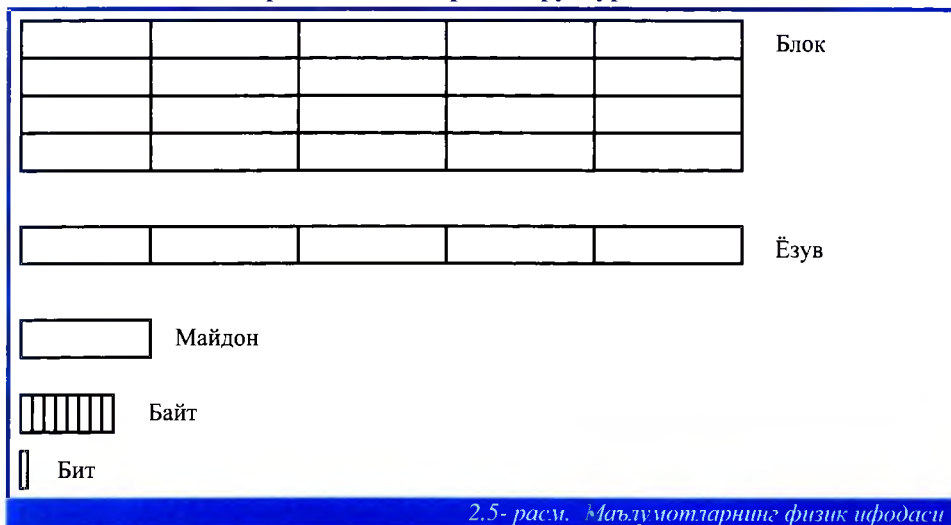 Блок
Ёзув
Майдон
Байт
Бит
2.5- расм. Маълумотларнинг физик ифодаси